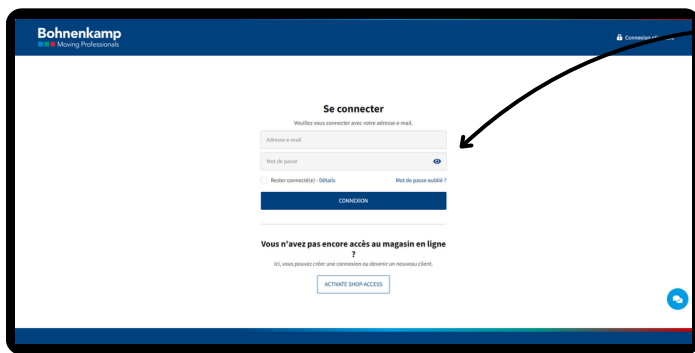 Bohnenkamp
Moving Professionals
Connexion
Se connecter
Veuillez vous connecter avec votre adresse e-mail.
Adresse e-mail
Mot de passe
Rester connecté(e) - Détails
Mot de passe oublié ?
CONNEXION
Vous n'avez pas encore accès au magasin en ligne
?
Ici, vous pouvez créer une connexion ou devenir un nouveau client.
ACTIVATE SHOP-ACCESS